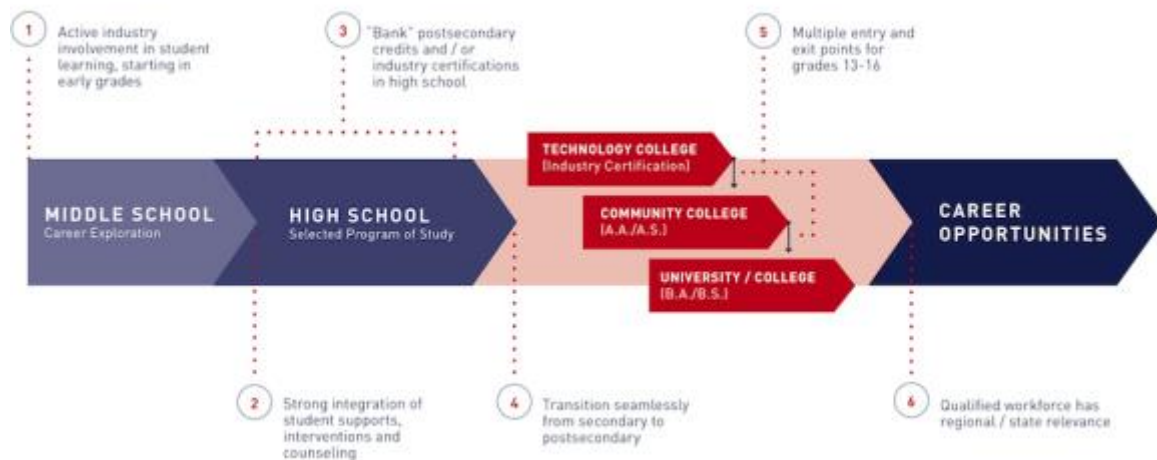 1
Active industry
involvement in student
learning, starting in
early grades
3
"Bank" postsecondary
credits and / or
industry certifications
in high school
5
Multiple entry and
exit points for
grades 13-16
MIDDLE SCHOOL
Career Exploration
HIGH SCHOOL
Selected Program of Study
TECHNOLOGY COLLEGE
(Industry Certification)
COMMUNITY COLLEGE
(A.A./A.S.)
UNIVERSITY / COLLEGE
(B.A./B.S.)
CAREER
OPPORTUNITIES
2
Strong integration of
student supports,
interventions and
counseling
4
Transition seamlessly
from secondary to
postsecondary
6
Qualified workforce has
regional / state relevance